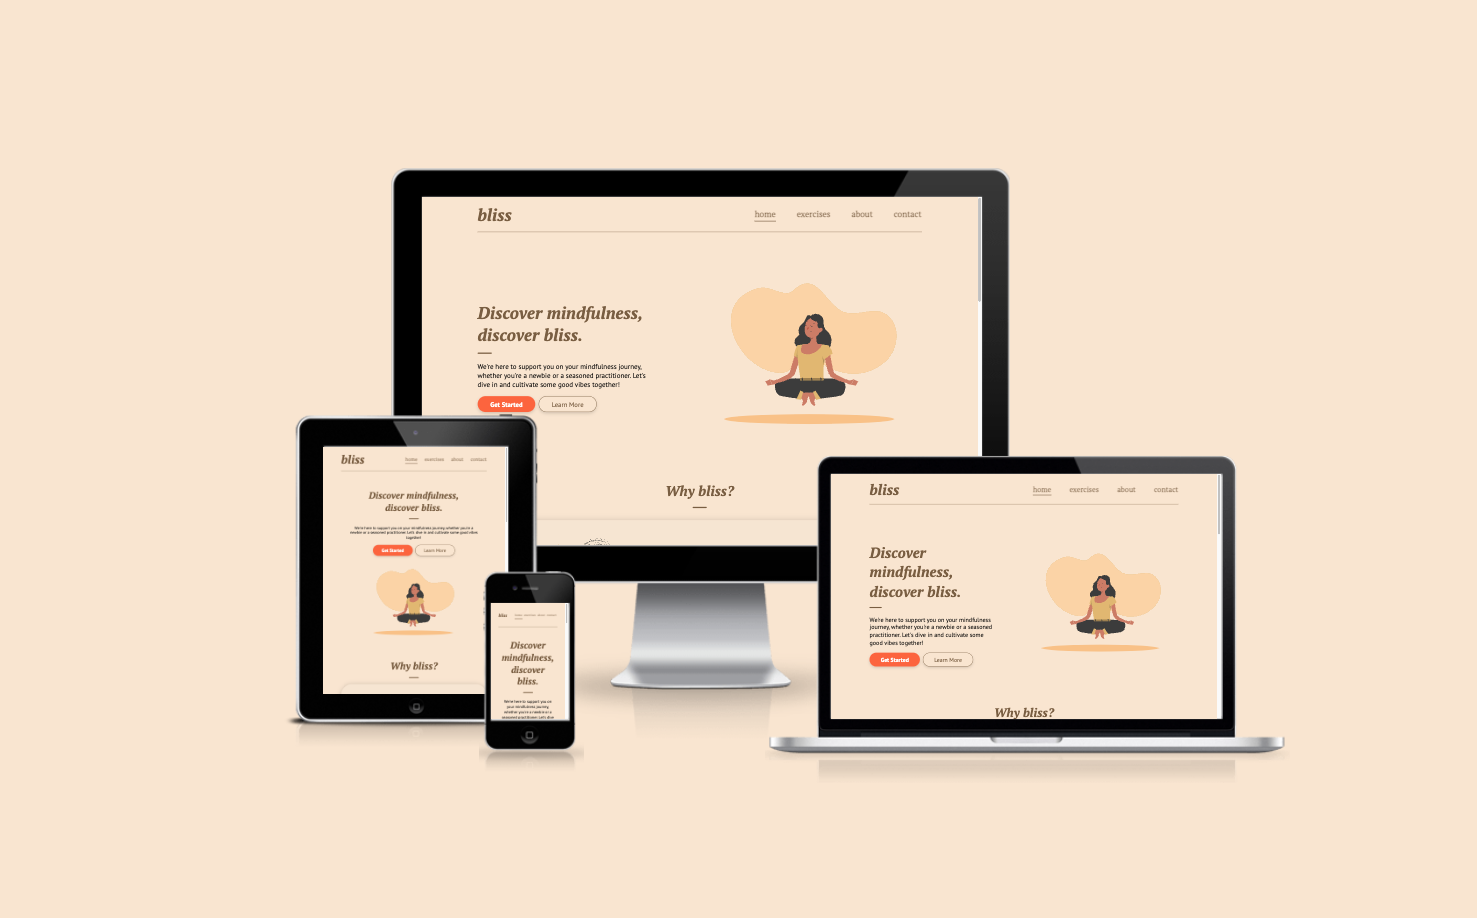 bliss
home exercises about contact
Discover mindfulness,
discover bliss.
We're here to support you on your mindfulness journey,
whether you're a newbie or a seasoned practitioner. Let's
dive in and cultivate some good vibes together!
Get Started Learn More
Why bliss?
bliss
home exercises about contact
Discover mindfulness,
discover bliss.
We're here to support you on your mindfulness journey, whether you're a
newbie or a seasoned practitioner. Let's dive in and cultivate some good vibes
together!
Get Started Learn More
Why bliss?
bliss
Discover
mindfulness,
discover
bliss.
We're here to support you on
your mindfulness journey,
whether you're a newbie or a
seasoned practitioner. Let's dive
bliss
home exercises about contact
Discover
mindfulness,
discover bliss.
We're here to support you on your mindfulness
journey, whether you're a newbie or a seasoned
practitioner. Let's dive in and cultivate some
good vibes together!
Get Started Learn More
Why bliss?